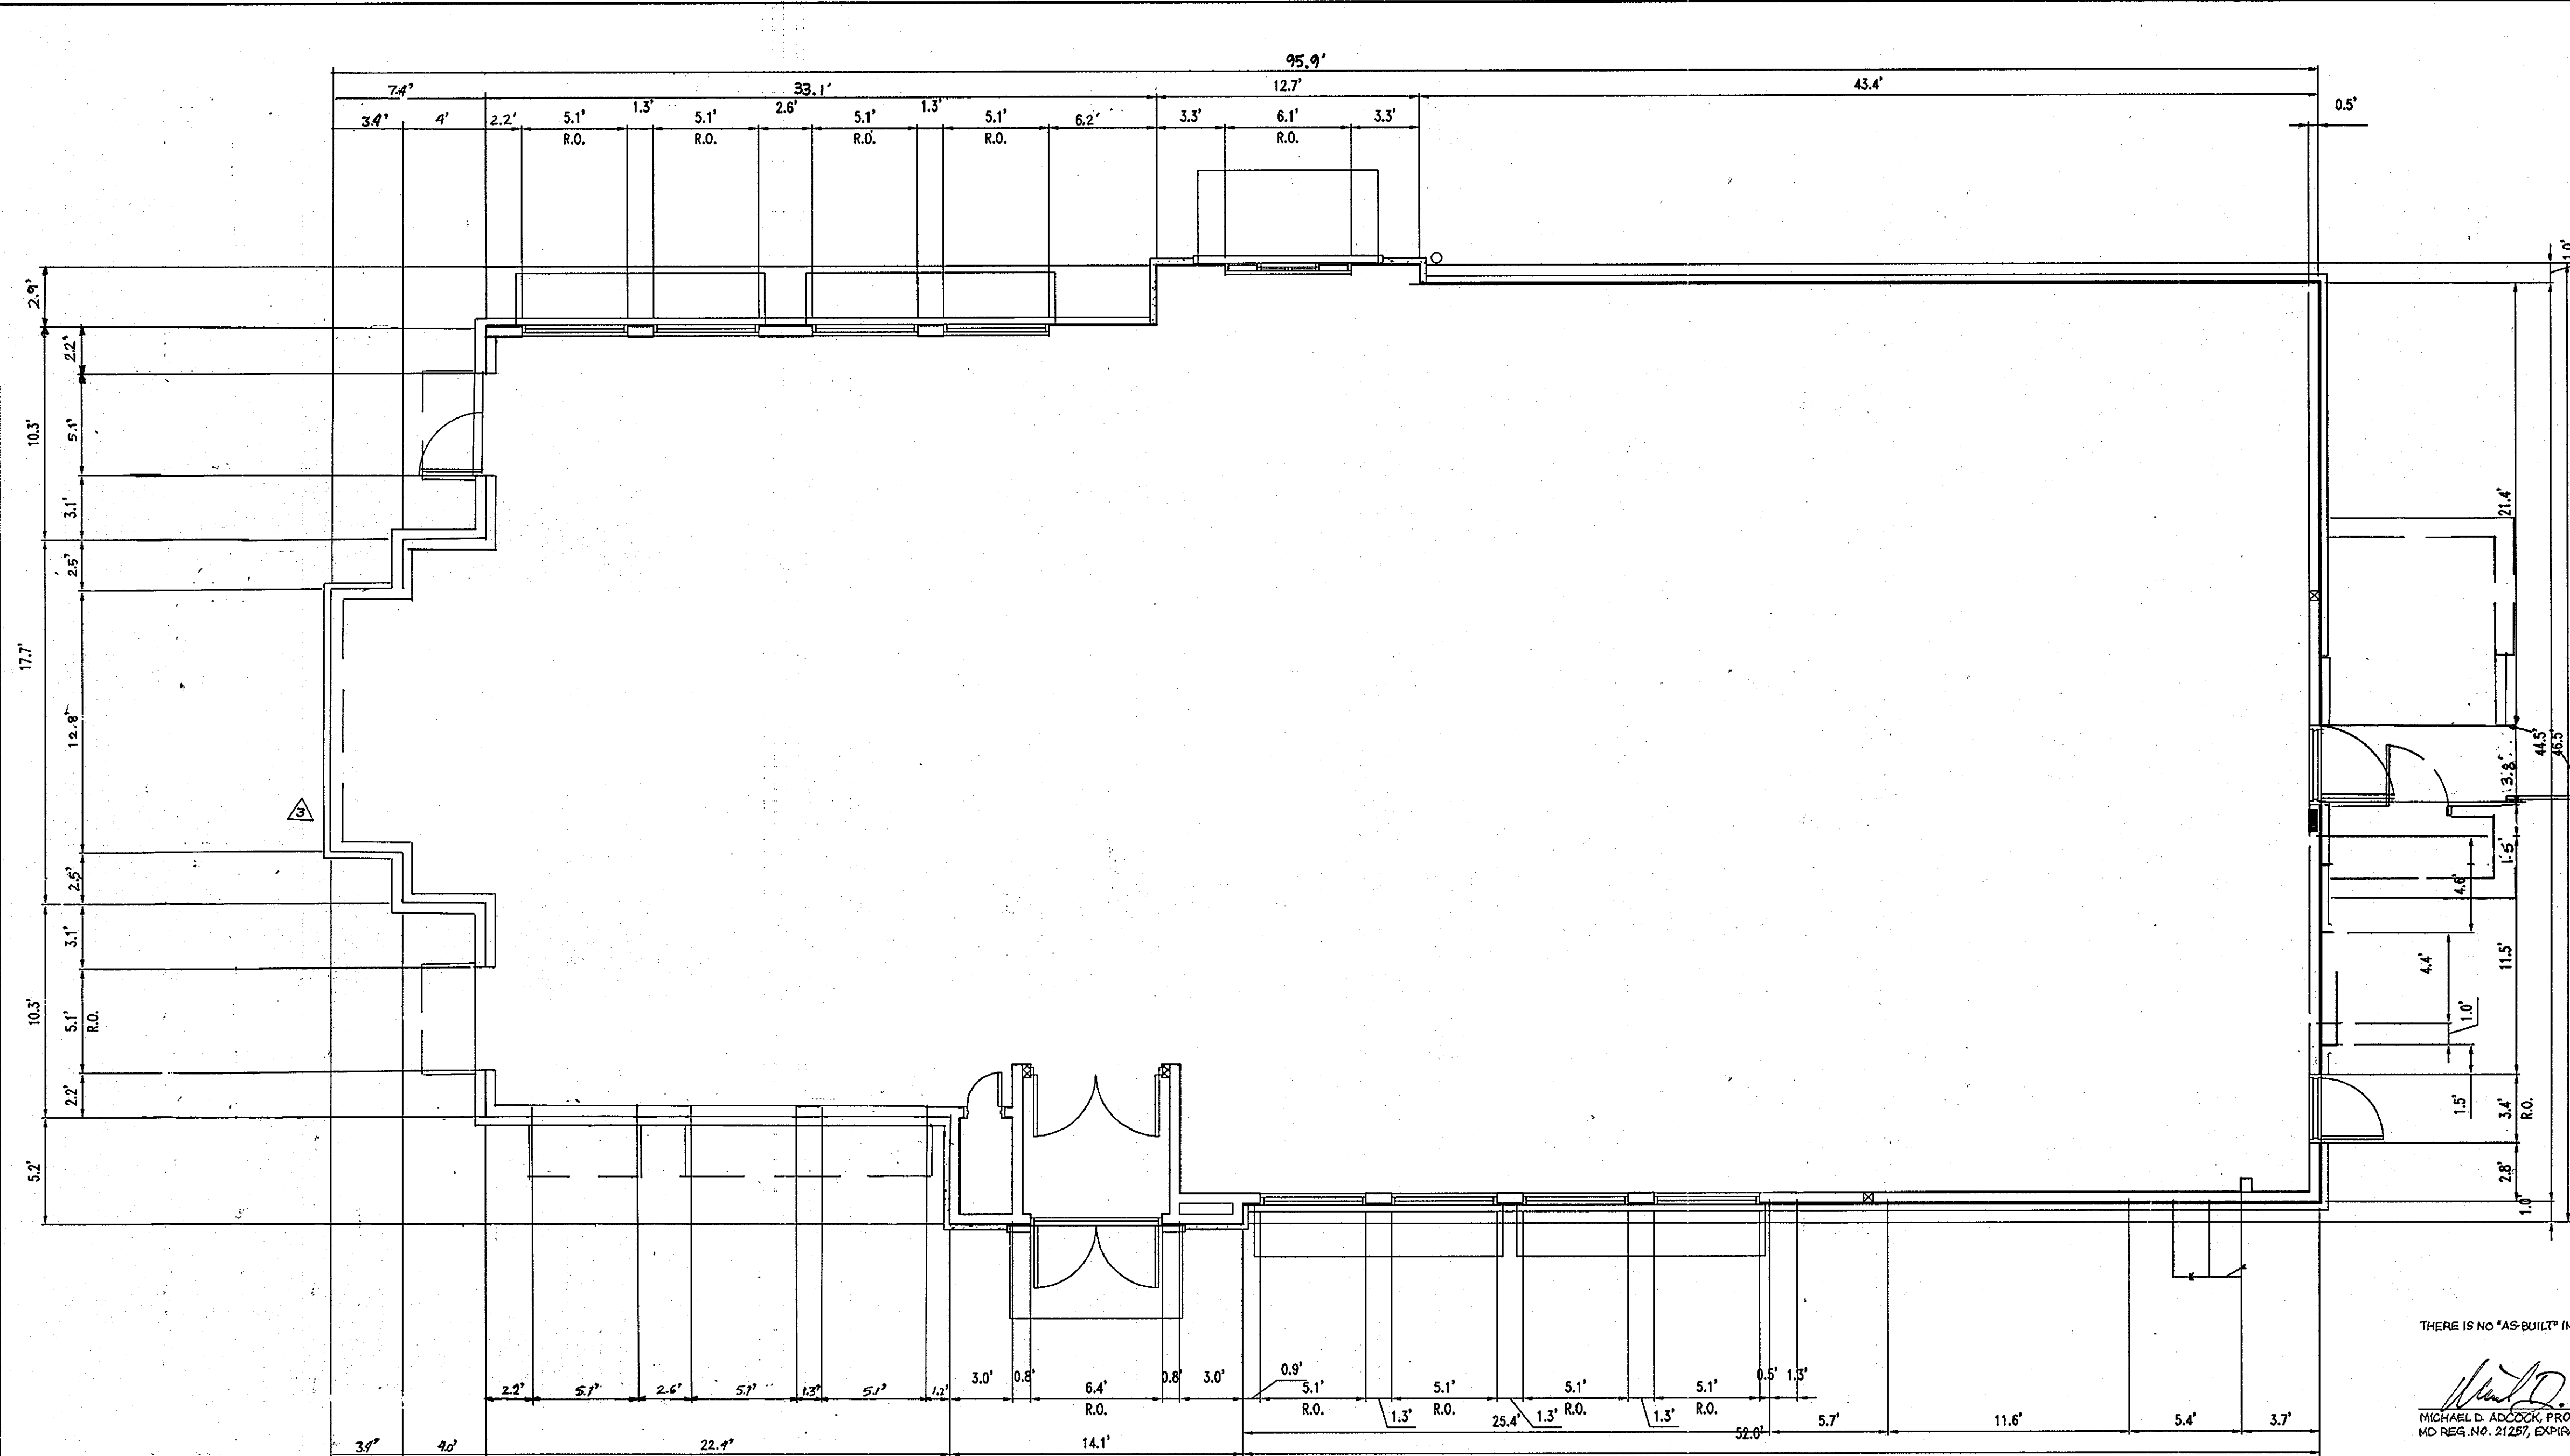 95.9'
7.4' 33.1' 12.7' 43.4'
3.4' 4' 2.2' 5.1' 1.3' 5.1' 2.6' 5.1' 1.3' 5.1' 6.2' 3.3' 6.1' 3.3' 0.5'
R.O. R.O. R.O. R.O. R.O.
2.9'
10.3'
17.7'
10.3'
5.2'
2.2'
5.1'
3.1'
2.5'
12.8'
2.5'
3.1'
5.1'
R.O.
2.2'
3
1.0'
21.4'
44.5'
46.5'
3.8'
1.5'
4.6'
11.5'
4.4'
1.0'
1.5'
3.4'
R.O.
2.8'
1.0'
THERE IS NO "AS-BUILT"
MICHAEL D. ADCOCK,
MD REG. NO. 21257,
2.2' 5.1' 2.6' 5.1' 1.3' 5.1' 1.2' 3.0' 0.8' 6.4' 0.8' 3.0' 0.9' 5.1' 5.1' 5.1' 5.1' 0.5' 1.3'
R.O. R.O. R.O. R.O. R.O.
1.3' 1.3' 1.3'
25.4' 5.7' 11.6' 5.4' 3.7'
3.4' 4.0' 22.4' 14.1' 52.0'